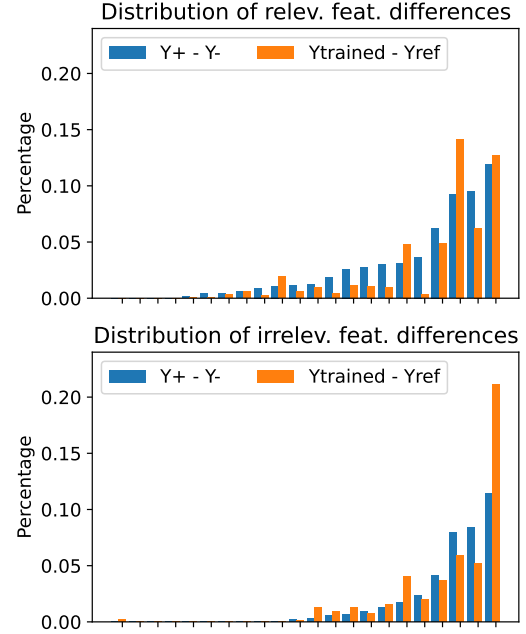 Distribution of relev. feat. differences
Y+ - Y-
Ytrained - Yref
0.20
0.15
0.10
0.05
0.00
Percentage
Distribution of irrelev. feat. differences
Y+ - Y-
Ytrained - Yref
0.20
0.15
0.10
0.05
0.00
Percentage